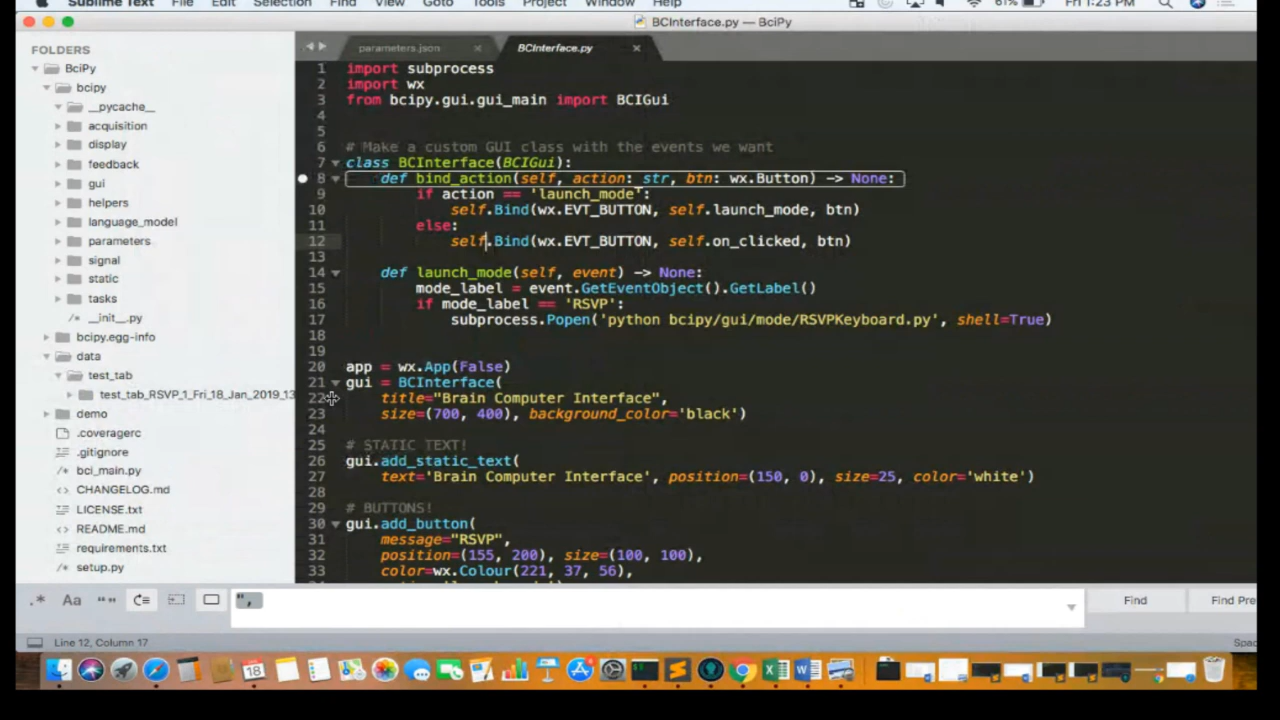 Sublime Text File Edit Selection Find View Goto Tools Project Window Help 61% Fri 1:23 PM
BCInterface.py — BciPy
FOLDERS
BciPy
bcipy
__pycache__
acquisition
display
feedback
gui
helpers
language_model
parameters
signal
static
tasks
__init__.py
bcipy.egg-info
data
test_tab
test_tab_RSVP_1_Fri_18_Jan_2019_13
demo
.coveragerc
.gitignore
bci_main.py
CHANGELOG.md
LICENSE.txt
README.md
requirements.txt
setup.py
parameters.json
BCInterface.py
1 import subprocess
2 import wx
3 from bcipy.gui.gui_main import BCIGui
4
5
6 # Make a custom GUI class with the events we want
7 class BCInterface(BCIGui):
8 def bind_action(self, action: str, btn: wx.Button) -> None:
9 if action == 'launch_mode':
10 self.Bind(wx.EVT_BUTTON, self.launch_mode, btn)
11 else:
12 self.Bind(wx.EVT_BUTTON, self.on_clicked, btn)
13
14 def launch_mode(self, event) -> None:
15 mode_label = event.GetEventObject().GetLabel()
16 if mode_label == 'RSVP':
17 subprocess.Popen('python bcipy/gui/mode/RSVPKeyboard.py', shell=True)
18
19
20 app = wx.App(False)
21 gui = BCInterface(
22 title="Brain Computer Interface",
23 size=(700, 400), background_color='black')
24
25 # STATIC TEXT!
26 gui.add_static_text(
27 text='Brain Computer Interface', position=(150, 0), size=25, color='white')
28
29 # BUTTONS!
30 gui.add_button(
31 message="RSVP",
32 position=(155, 200), size=(100, 100),
33 color=wx.Colour(221, 37, 56),
.* Aa "" ", Find Find Pre
Line 12, Column 17 Spac
18